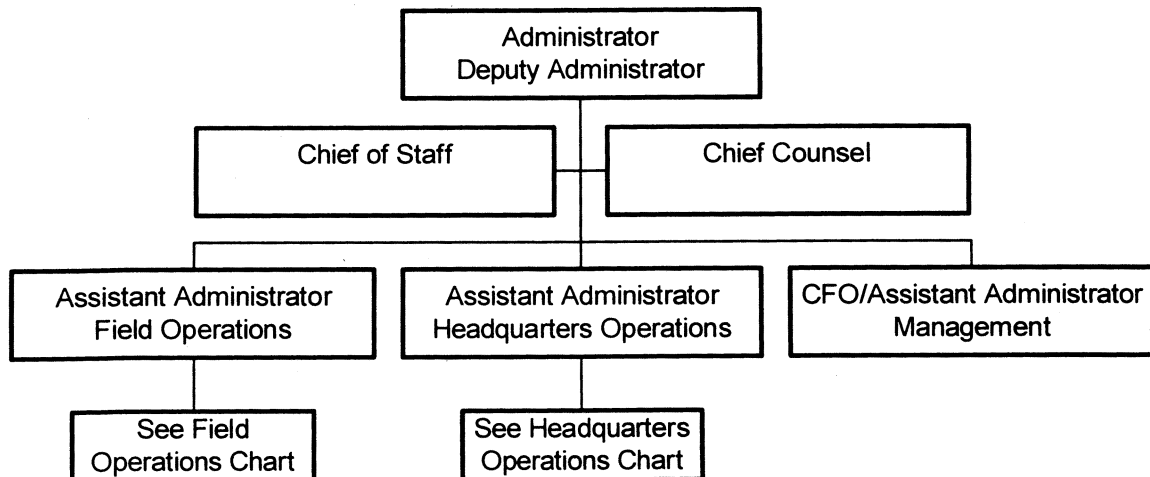 Administrator
Deputy Administrator
Chief of Staff
Chief Counsel
Assistant Administrator
Field Operations
Assistant Administrator
Headquarters Operations
CFO/Assistant Administrator
Management
See Field
Operations Chart
See Headquarters
Operations Chart